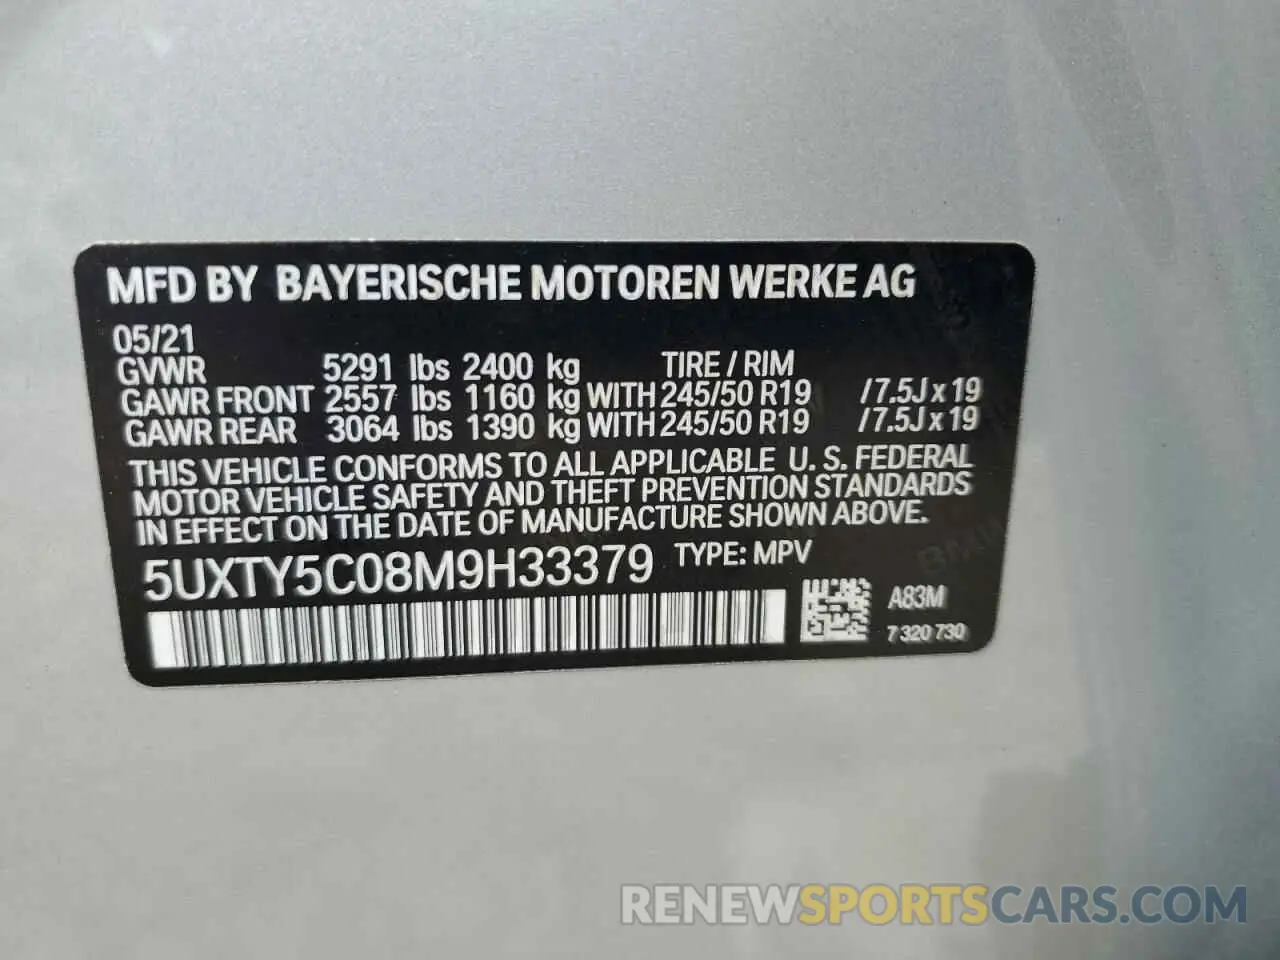 MFD BY BAYERISCHE MOTOREN WERKE AG
05/21
GVWR 5291 lbs 2400 kg TIRE / RIM
GAWR FRONT 2557 lbs 1160 kg WITH 245/50 R19 /7.5J x 19
GAWR REAR 3064 lbs 1390 kg WITH 245/50 R19 /7.5J x 19
THIS VEHICLE CONFORMS TO ALL APPLICABLE U. S. FEDERAL
MOTOR VEHICLE SAFETY AND THEFT PREVENTION STANDARDS
IN EFFECT ON THE DATE OF MANUFACTURE SHOWN ABOVE.
5UXTY5C08M9H33379 TYPE: MPV
A83M
7 320 730
RENEWSPORTSCARS.COM